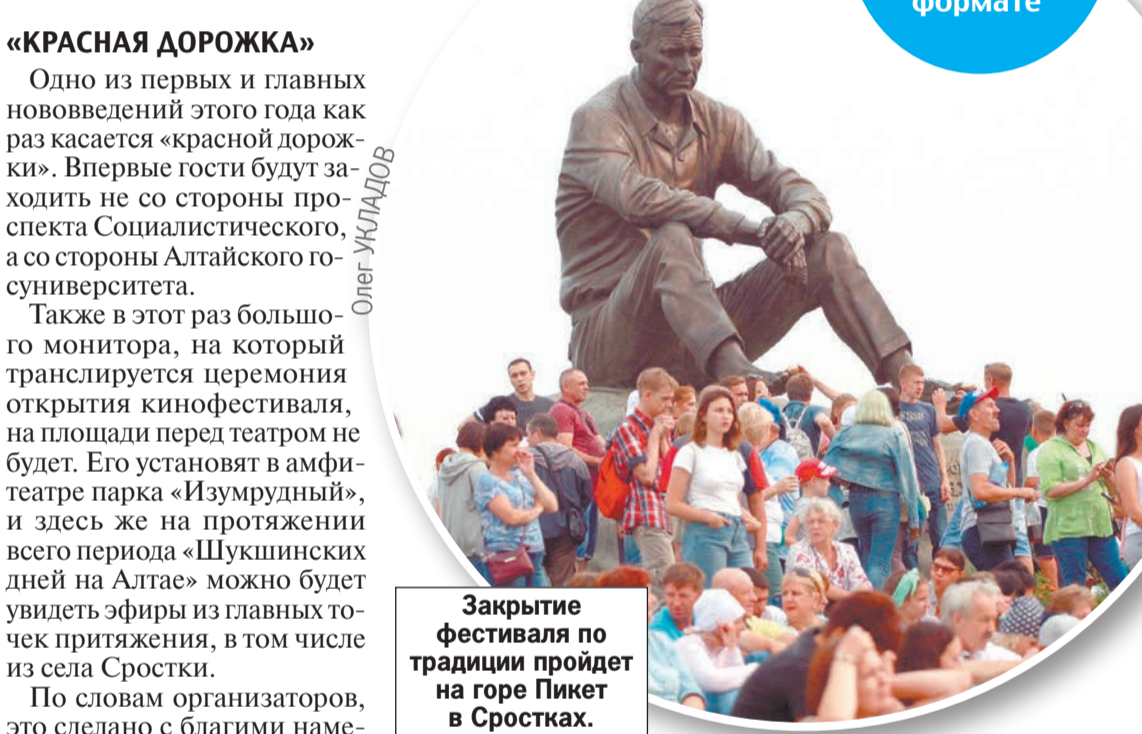 «КРАСНАЯ ДОРОЖКА»
Одно из первых и главных
нововведений этого года как
раз касается «красной дорож-
ки». Впервые гости будут за-
ходить не со стороны про-
спекта Социалистического,
а со стороны Алтайского го-
суниверситета.
Также в этот раз большо-
го монитора, на который
транслируется церемония
открытия кинофестиваля,
на площади перед театром не
будет. Его установят в амфи-
театре парка «Изумрудный»,
и здесь же на протяжении
всего периода «Шукшинских
дней на Алтае» можно будет
увидеть эфиры из главных то-
чек притяжения, в том числе
из села Сростки.
По словам организаторов,
это сделано с благими наме-
Олег УКЛАДОВ
формате
Закрытие
фестиваля по
традиции пройдет
на горе Пикет
в Сростках.